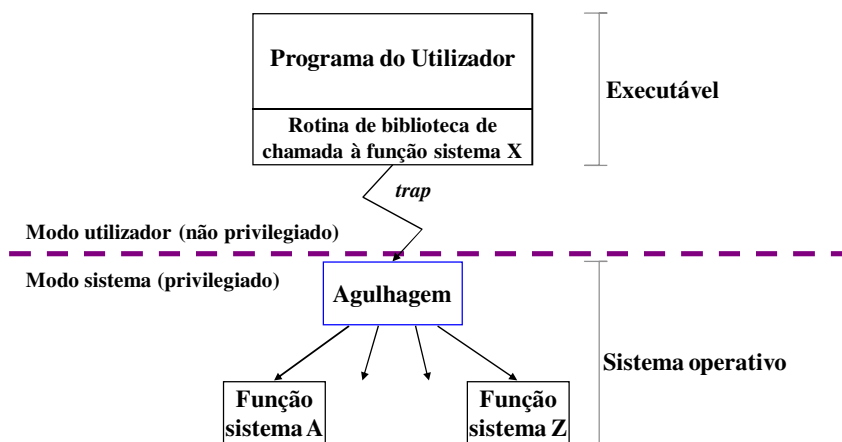 Programa do Utilizador
Executável
Rotina de biblioteca de
chamada à função sistema X
trap
Modo utilizador (não privilegiado)
Modo sistema (privilegiado)
Agulhagem
Sistema operativo
Função
sistema A
Função
sistema Z